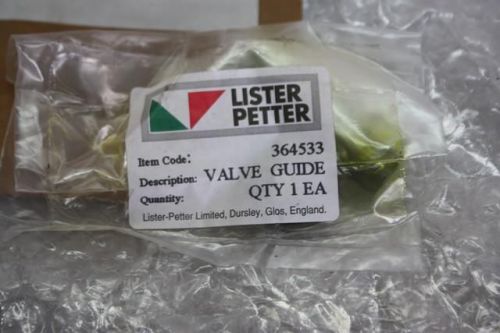 LISTER
PETTER
Item Code: 364533
Description: VALVE GUIDE
Quantity: QTY 1 EA
Lister-Petter Limited, Dursley, Glos, England.